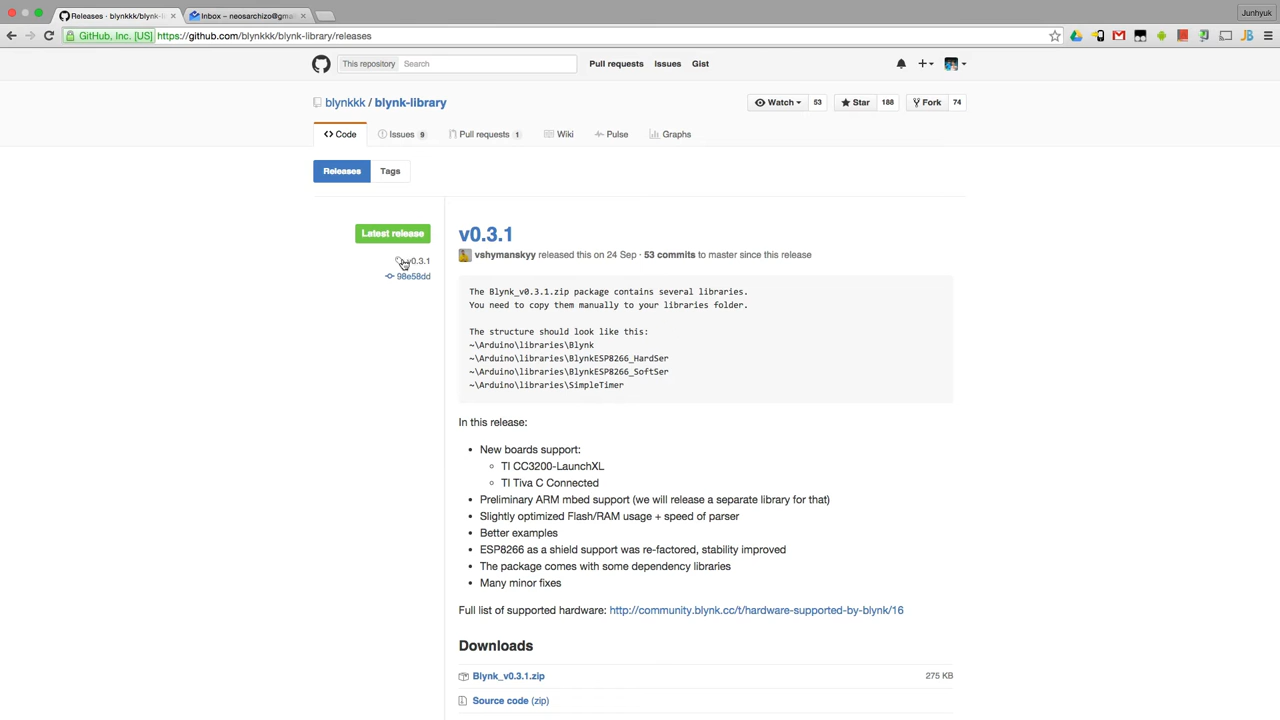 Releases · blynkkk/blynk-li
Inbox – neosarchizo@gmai
Junhyuk
GitHub, Inc. [US] https://github.com/blynkkk/blynk-library/releases
This repository Search Pull requests Issues Gist
blynkkk / blynk-library
Watch 53 Star 188 Fork 74
Code Issues 9 Pull requests 1 Wiki Pulse Graphs
Releases Tags
Latest release
v0.3.1
98e58dd
v0.3.1
vshymanskyy released this on 24 Sep · 53 commits to master since this release
The Blynk_v0.3.1.zip package contains several libraries.
You need to copy them manually to your libraries folder.
The structure should look like this:
~\Arduino\libraries\Blynk
~\Arduino\libraries\BlynkESP8266_HardSer
~\Arduino\libraries\BlynkESP8266_SoftSer
~\Arduino\libraries\SimpleTimer
In this release:
• New boards support:
◦ TI CC3200-LaunchXL
◦ TI Tiva C Connected
• Preliminary ARM mbed support (we will release a separate library for that)
• Slightly optimized Flash/RAM usage + speed of parser
• Better examples
• ESP8266 as a shield support was re-factored, stability improved
• The package comes with some dependency libraries
• Many minor fixes
Full list of supported hardware: http://community.blynk.cc/t/hardware-supported-by-blynk/16
Downloads
Blynk_v0.3.1.zip 275 KB
Source code (zip)